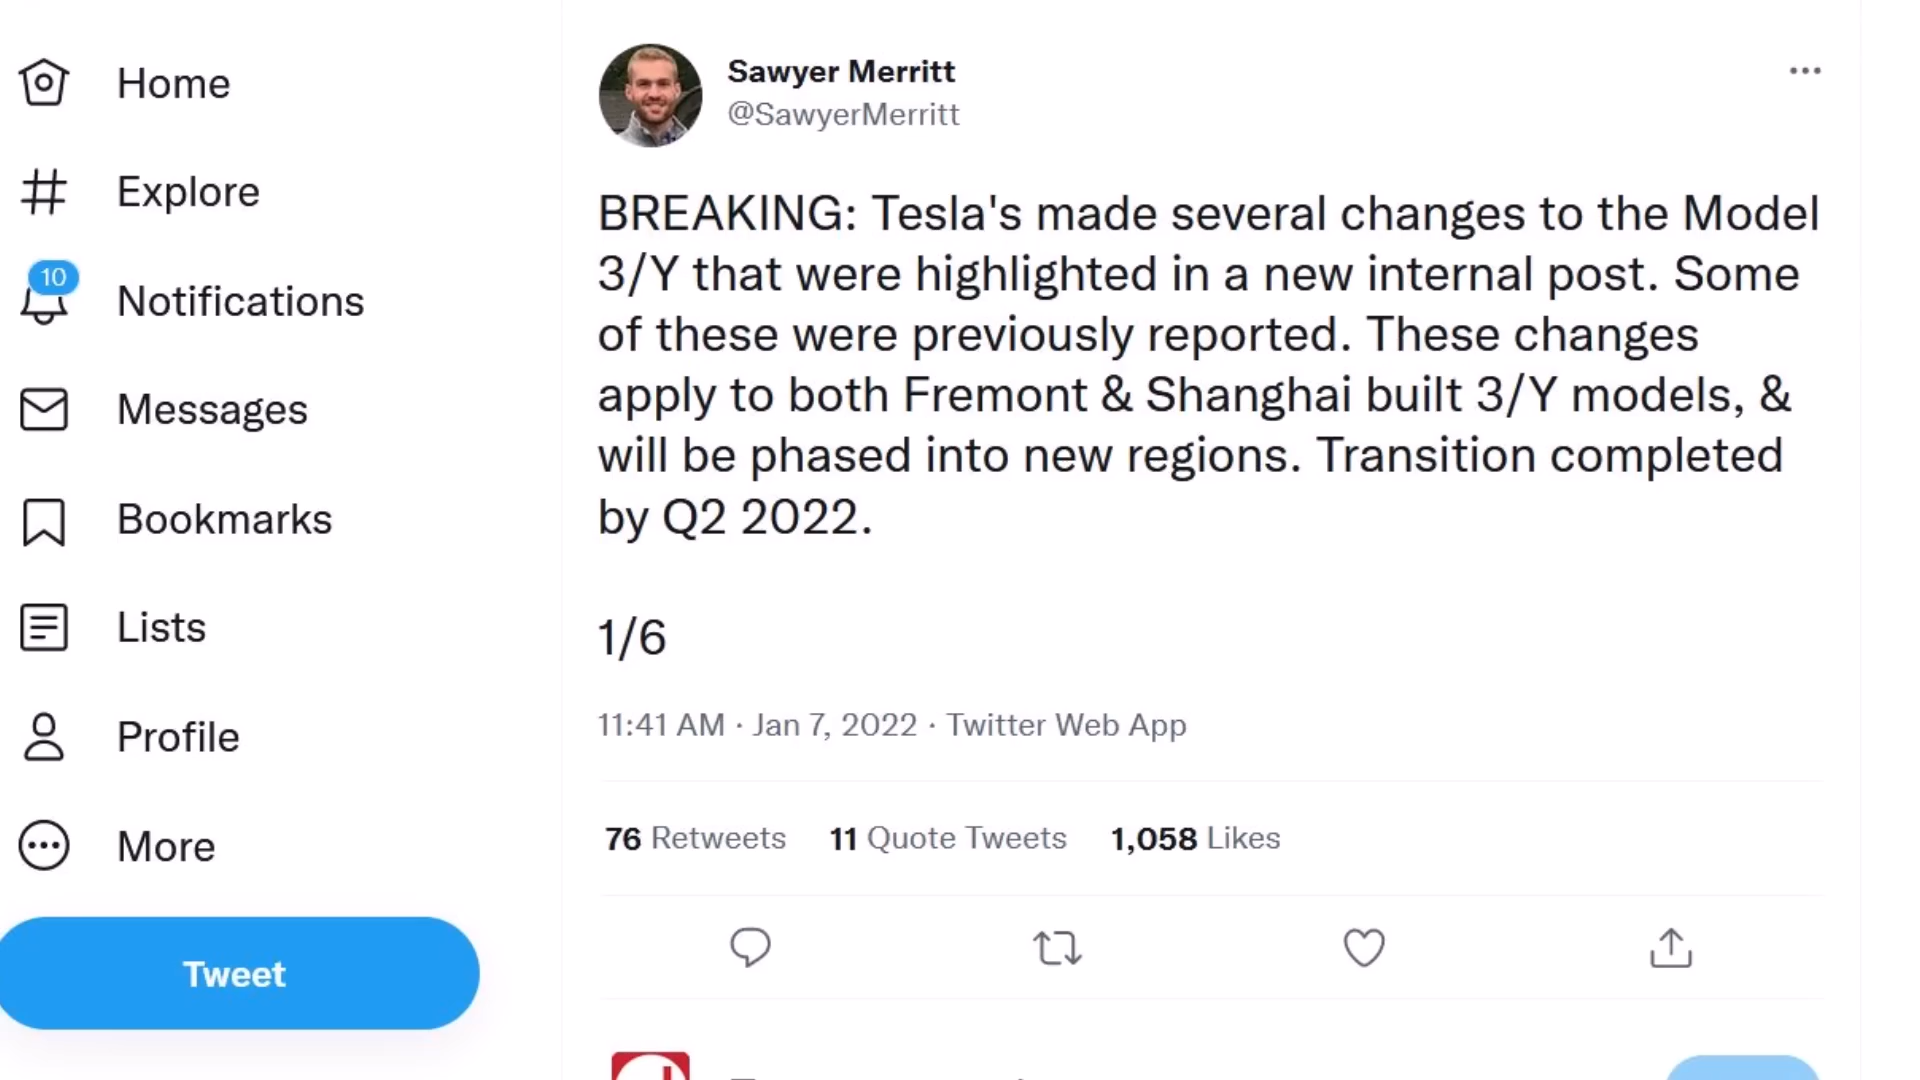 Home
Explore
10
Notifications
Messages
Bookmarks
Lists
Profile
More
Tweet
Sawyer Merritt
@SawyerMerritt
BREAKING: Tesla's made several changes to the Model
3/Y that were highlighted in a new internal post. Some
of these were previously reported. These changes
apply to both Fremont & Shanghai built 3/Y models, &
will be phased into new regions. Transition completed
by Q2 2022.
1/6
11:41 AM · Jan 7, 2022 · Twitter Web App
76 Retweets 11 Quote Tweets 1,058 Likes